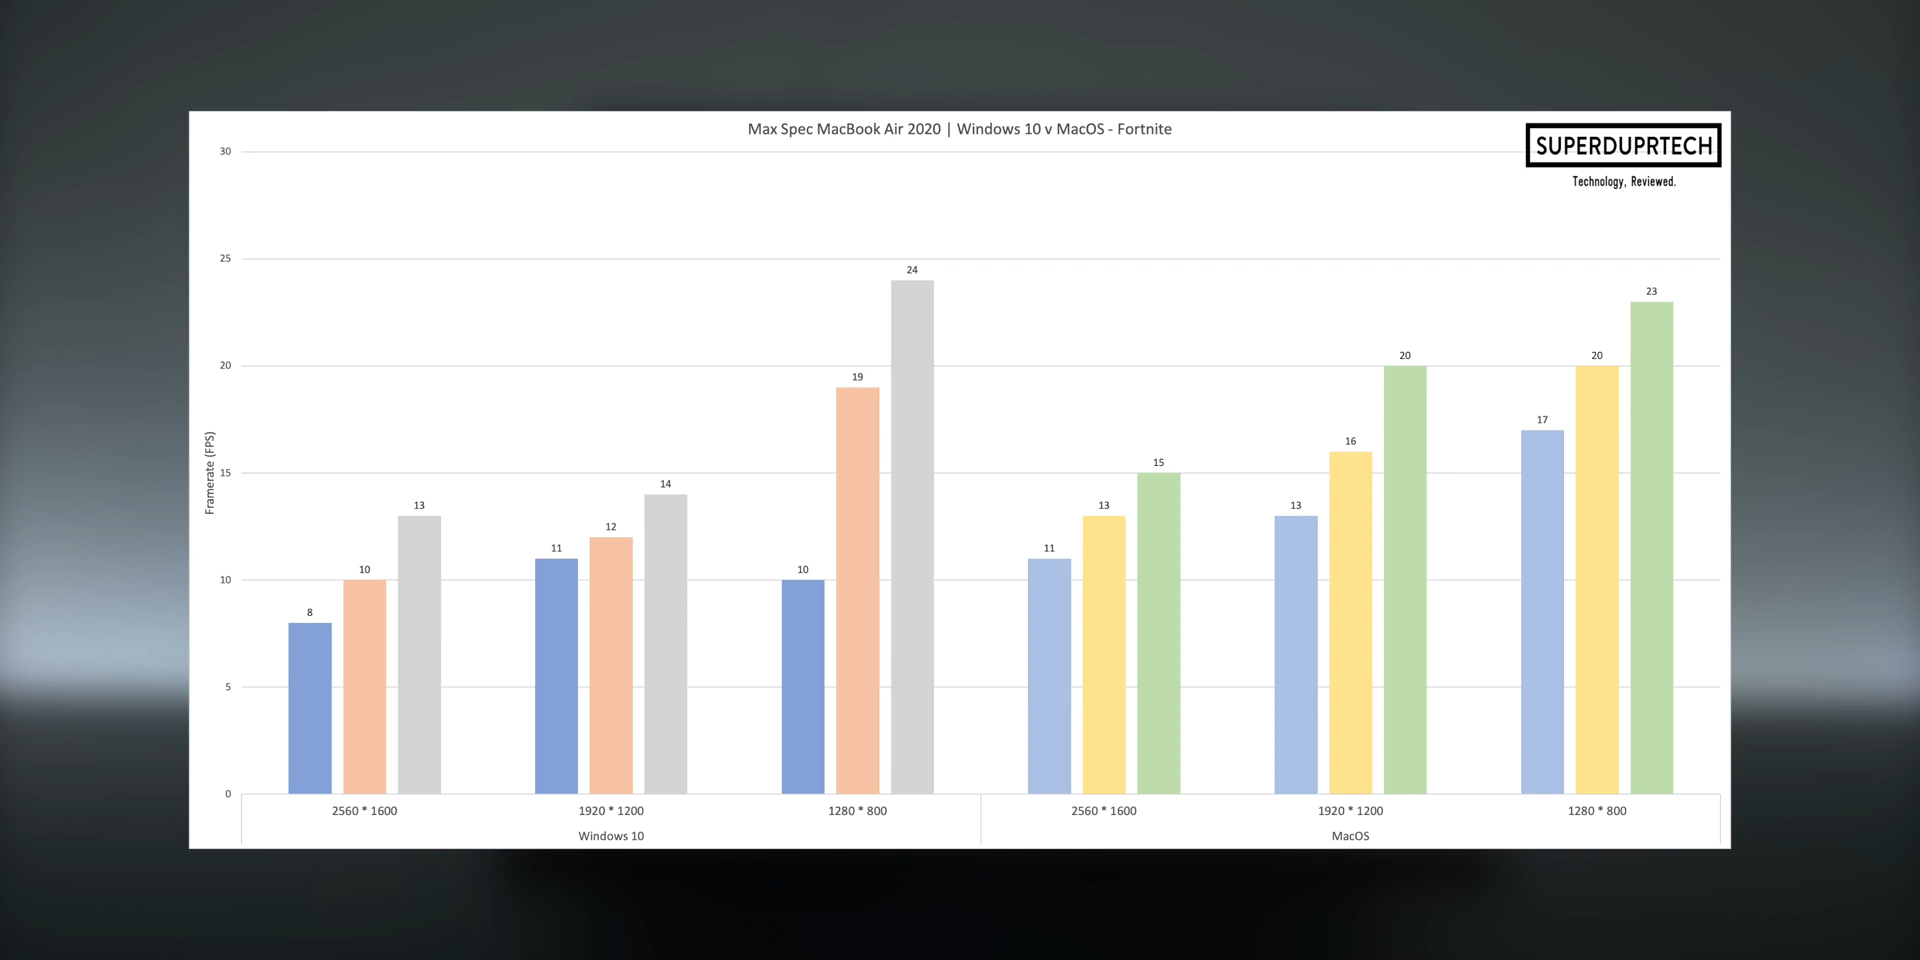 Max Spec MacBook Air 2020 | Windows 10 v MacOS - Fortnite
SUPERDUPRTECH
Technology, Reviewed.
Framerate (FPS)
30
25
20
15
10
5
0
8
10
13
11
12
14
10
19
24
11
13
15
13
16
20
17
20
23
2560 * 1600
1920 * 1200
1280 * 800
2560 * 1600
1920 * 1200
1280 * 800
Windows 10
MacOS